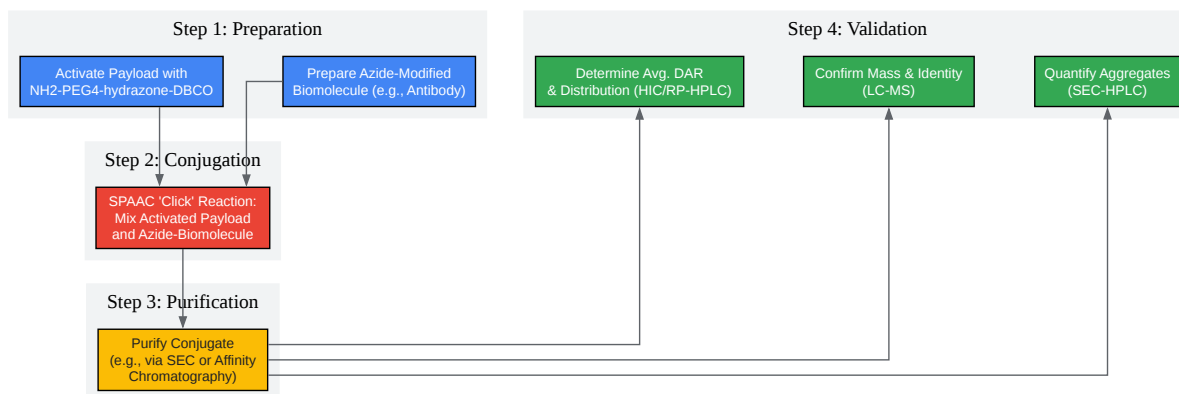 Step 1: Preparation
Activate Payload with
NH2-PEG4-hydrazone-DBCO
Prepare Azide-Modified
Biomolecule (e.g., Antibody)
Step 2: Conjugation
SPAAC 'Click' Reaction:
Mix Activated Payload
and Azide-Biomolecule
Step 3: Purification
Purify Conjugate
(e.g., via SEC or Affinity
Chromatography)
Step 4: Validation
Determine Avg. DAR
& Distribution (HIC/RP-HPLC)
Confirm Mass & Identity
(LC-MS)
Quantify Aggregates
(SEC-HPLC)